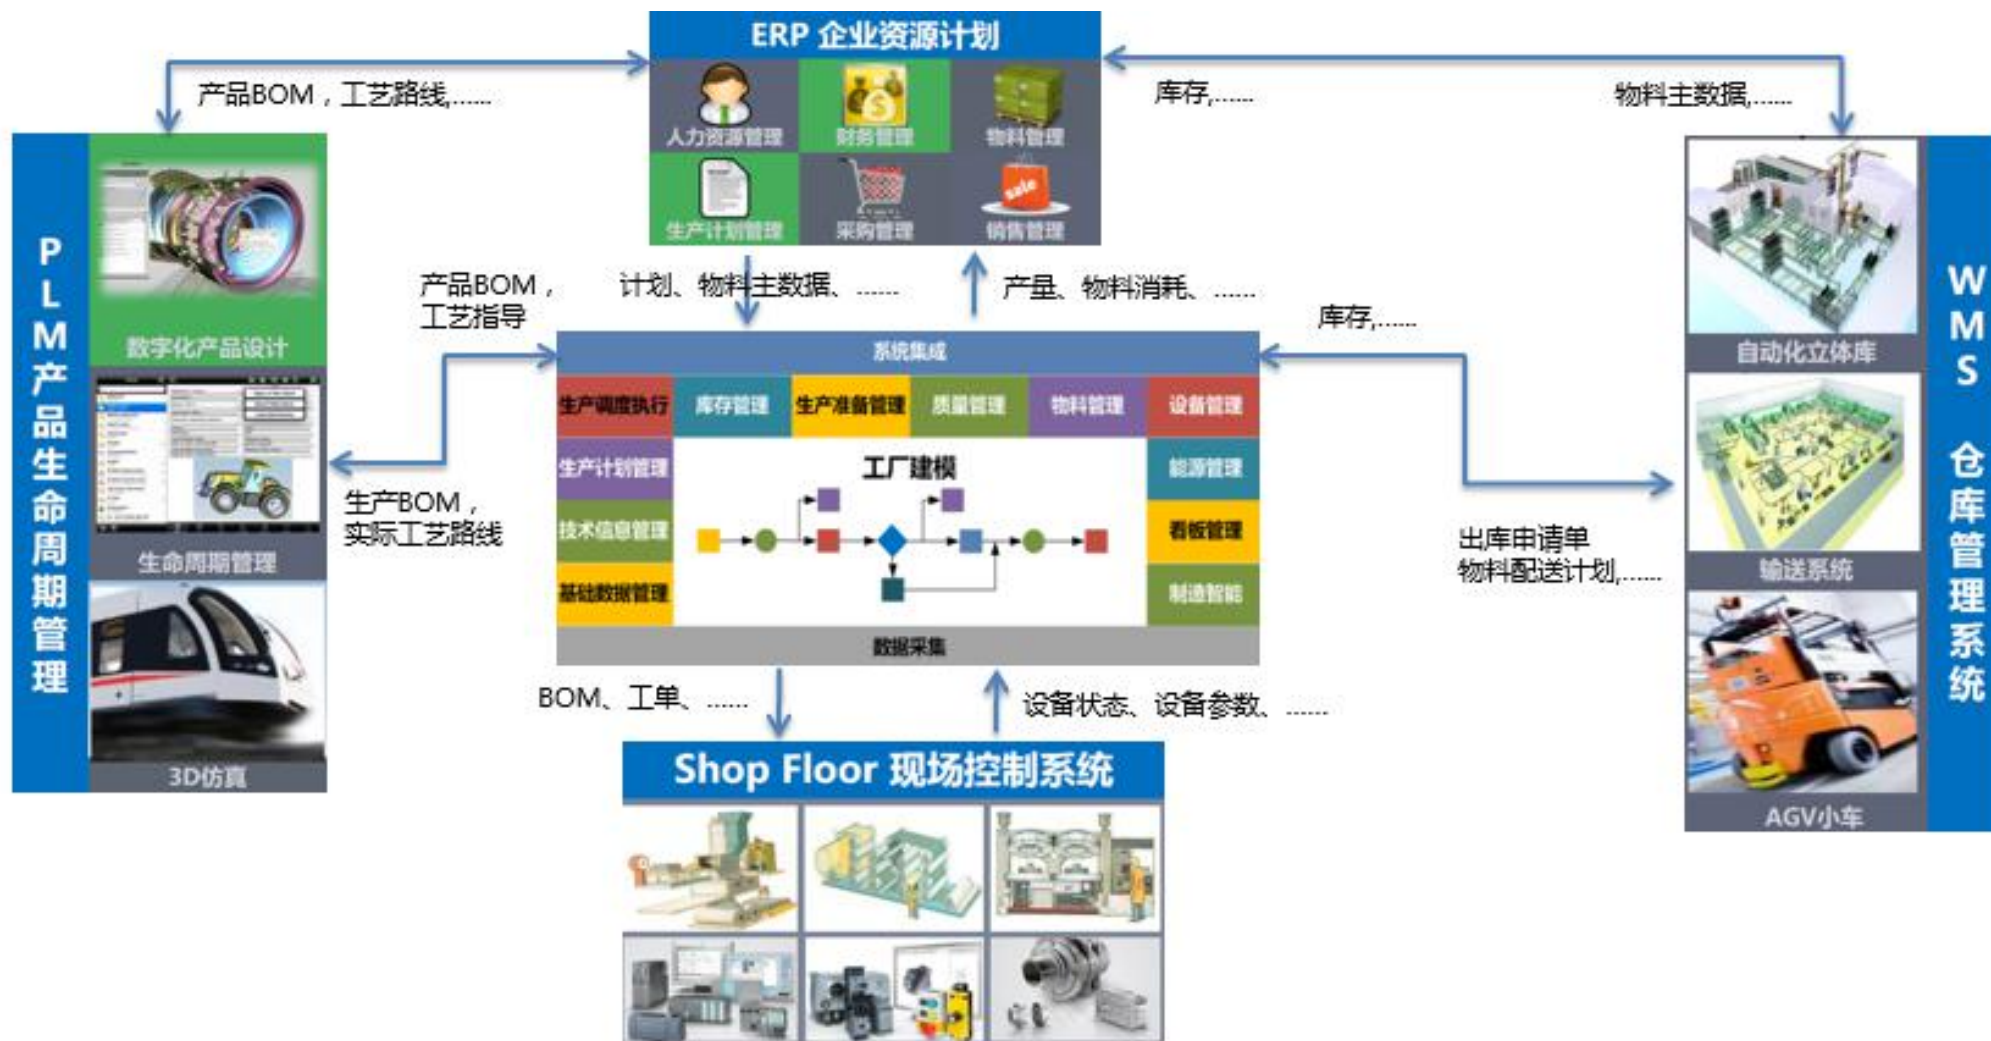 ERP 企业资源计划
产品BOM，工艺路线,......
库存,......
物料主数据,......
人力资源管理
财务管理
物料管理
生产计划管理
采购管理
销售管理
PLM产品生命周期管理
数字化产品设计
生命周期管理
3D仿真
WMS 仓库管理系统
自动化立体库
输送系统
AGV小车
产品BOM，
工艺指导
计划、物料主数据、......
产量、物料消耗、......
库存,......
系统集成
生产调度执行
库存管理
生产准备管理
质量管理
物料管理
设备管理
生产计划管理
工厂建模
能源管理
技术信息管理
看板管理
基础数据管理
制造智能
数据采集
生产BOM，
实际工艺路线
出库申请单
物料配送计划,......
BOM、工单、......
设备状态、设备参数、......
Shop Floor 现场控制系统
sale